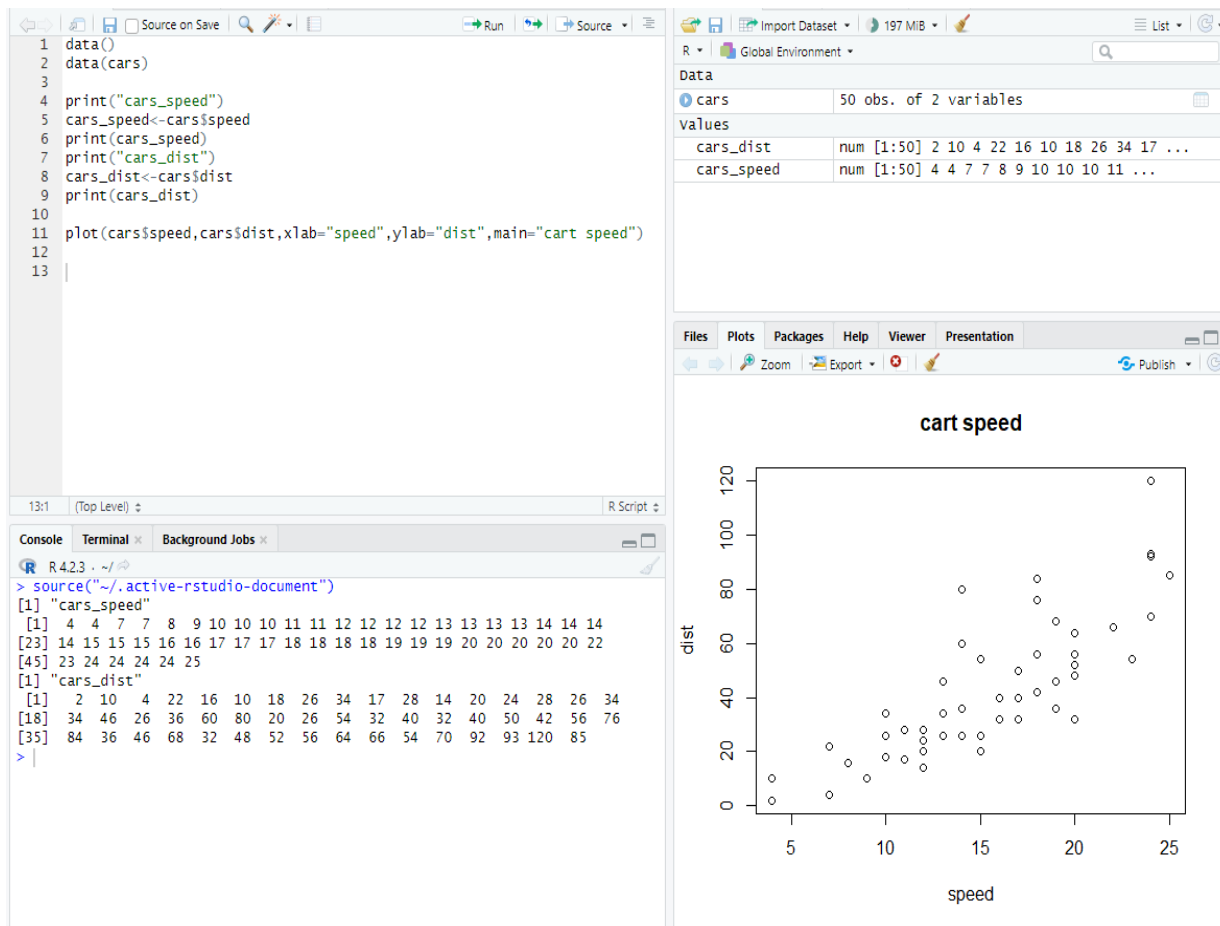 Source on Save Run Source
1 data()
2 data(cars)
3
4 print("cars_speed")
5 cars_speed<-cars$speed
6 print(cars_speed)
7 print("cars_dist")
8 cars_dist<-cars$dist
9 print(cars_dist)
10
11 plot(cars$speed,cars$dist,xlab="speed",ylab="dist",main="cart speed")
12
13
13:1 (Top Level) R Script
Console Terminal Background Jobs
R R 4.2.3 · ~/
> source("~/.active-rstudio-document")
[1] "cars_speed"
[1] 4 4 7 7 8 9 10 10 10 11 11 12 12 12 12 13 13 13 13 14 14 14
[23] 14 15 15 15 16 16 17 17 17 18 18 18 18 19 19 19 20 20 20 20 20 22
[45] 23 24 24 24 24 25
[1] "cars_dist"
[1] 2 10 4 22 16 10 18 26 34 17 28 14 20 24 28 26 34
[18] 34 46 26 36 60 80 20 26 54 32 40 32 40 50 42 56 76
[35] 84 36 46 68 32 48 52 56 64 66 54 70 92 93 120 85
>
Import Dataset 197 MiB List
R Global Environment
Data
cars 50 obs. of 2 variables
Values
cars_dist num [1:50] 2 10 4 22 16 10 18 26 34 17 ...
cars_speed num [1:50] 4 4 7 7 8 9 10 10 10 11 ...
Files Plots Packages Help Viewer Presentation
Zoom Export Publish
cart speed
dist
120
100
80
60
40
20
0
5 10 15 20 25
speed